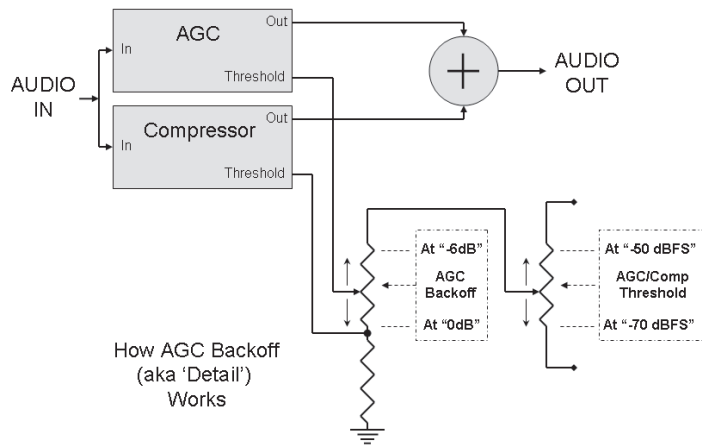 AGC
Out
In
Threshold
AUDIO
IN
Compressor
Out
In
Threshold
+
AUDIO
OUT
At “-6dB”
AGC
Backoff
At “0dB”
At “-50 dBFS”
AGC/Comp
Threshold
At “-70 dBFS”
How AGC Backoff
(aka ‘Detail’)
Works